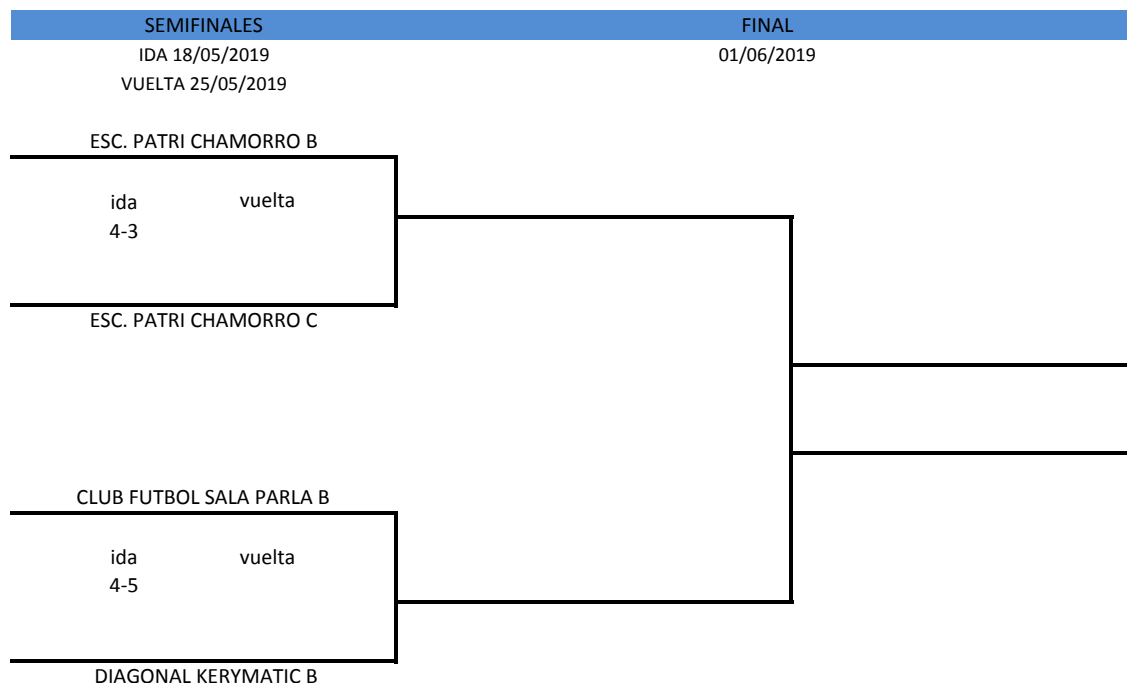 SEMIFINALES FINAL
IDA 18/05/2019 01/06/2019
VUELTA 25/05/2019
ESC. PATRI CHAMORRO B
ida vuelta
4-3
ESC. PATRI CHAMORRO C
CLUB FUTBOL SALA PARLA B
ida vuelta
4-5
DIAGONAL KERYMATIC B